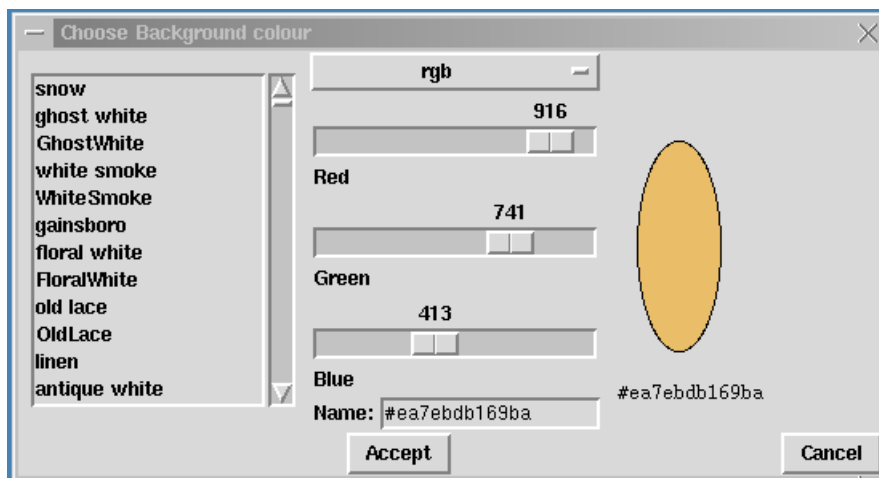 Choose Background colour
snow
ghost white
GhostWhite
white smoke
WhiteSmoke
gainsboro
floral white
FloralWhite
old lace
OldLace
linen
antique white
rgb
916
Red
741
Green
413
Blue
Name: #ea7ebdb169ba
#ea7ebdb169ba
Accept
Cancel